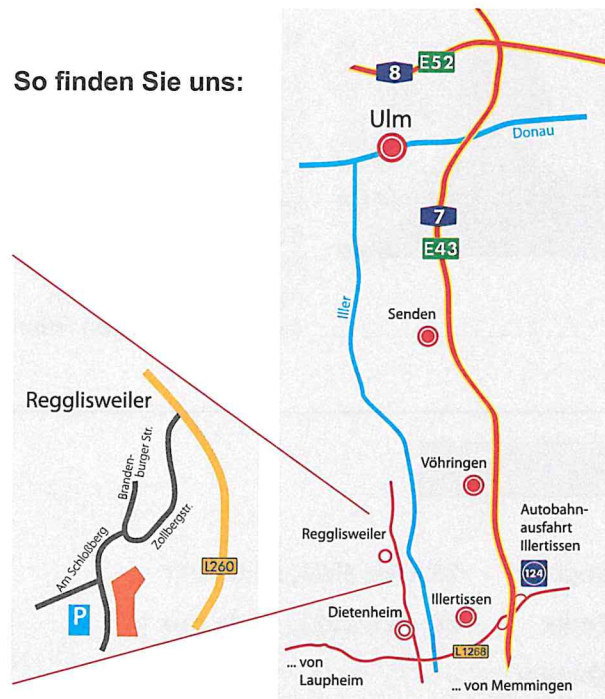 So finden Sie uns:
8
E52
Ulm
Donau
7
E43
Iller
Senden
Regglisweiler
Branden-
burger Str.
Zollbergstr.
Am Schloßberg
L260
P
Vöhringen
Autobahn-
ausfahrt
Illertissen
124
Regglisweiler
Illertissen
Dietenheim
L1268
... von
Laupheim
... von Memmingen